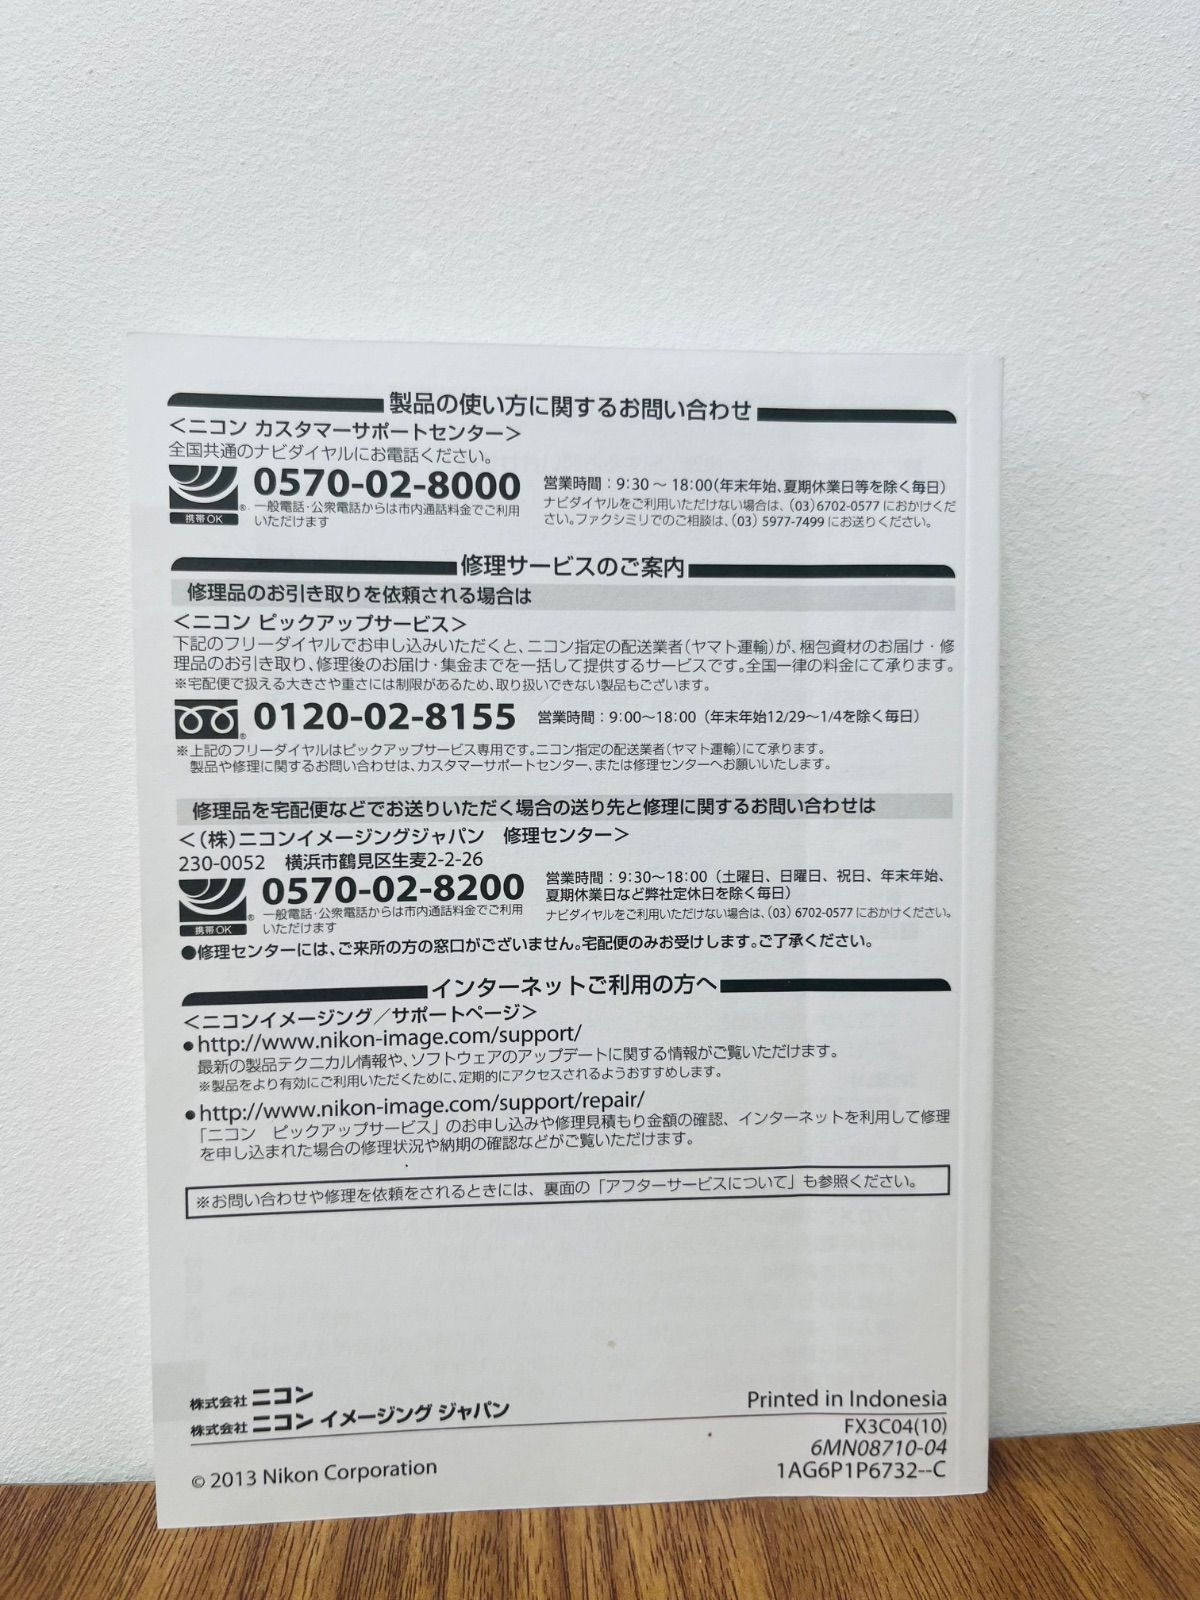 製品の使い方に関するお問い合わせ
＜ニコン カスタマーサポートセンター＞
全国共通のナビダイヤルにお電話ください。
0570-02-8000
携帯OK
一般電話・公衆電話からは市内通話料金でご利用
いただけます
営業時間：9:30～18:00(年末年始、夏期休業日等を除く毎日)
ナビダイヤルをご利用いただけない場合は、(03)6702-0577 におかけくだ
さい。ファクシミリでのご相談は、(03) 5977-7499 にお送りください。
修理サービスのご案内
修理品のお引き取りを依頼される場合は
＜ニコン ピックアップサービス＞
下記のフリーダイヤルでお申し込みいただくと、ニコン指定の配送業者（ヤマト運輸）が、梱包資材のお届け・修
理品のお引き取り、修理後のお届け・集金までを一括して提供するサービスです。全国一律の料金にて承ります。
※宅配便で扱える大きさや重さには制限があるため、取り扱いできない製品もございます。
0120-02-8155
営業時間：9:00～18:00（年末年始12/29～1/4を除く毎日）
※上記のフリーダイヤルはピックアップサービス専用です。ニコン指定の配送業者（ヤマト運輸）にて承ります。
製品や修理に関するお問い合わせは、カスタマーサポートセンター、または修理センターへお願いいたします。
修理品を宅配便などでお送りいただく場合の送り先と修理に関するお問い合わせは
＜（株）ニコンイメージングジャパン　修理センター＞
230-0052　横浜市鶴見区生麦2-2-26
0570-02-8200
携帯OK
一般電話・公衆電話からは市内通話料金でご利用
いただけます
営業時間：9:30～18:00（土曜日、日曜日、祝日、年末年始、
夏期休業日など弊社定休日を除く毎日）
ナビダイヤルをご利用いただけない場合は、(03) 6702-0577 におかけください。
●修理センターには、ご来所の方の窓口がございません。宅配便のみお受けします。ご了承ください。
インターネットご利用の方へ
＜ニコンイメージング／サポートページ＞
●http://www.nikon-image.com/support/
最新の製品テクニカル情報や、ソフトウェアのアップデートに関する情報がご覧いただけます。
※製品をより有効にご利用いただくために、定期的にアクセスされるようおすすめします。
●http://www.nikon-image.com/support/repair/
「ニコン　ピックアップサービス」のお申し込みや修理見積もり金額の確認、インターネットを利用して修理
を申し込まれた場合の修理状況や納期の確認などがご覧いただけます。
※お問い合わせや修理を依頼をされるときには、裏面の「アフターサービスについて」も参照ください。
株式会社 ニコン
株式会社 ニコン イメージング ジャパン
© 2013 Nikon Corporation
Printed in Indonesia
FX3C04(10)
6MN08710-04
1AG6P1P6732--C